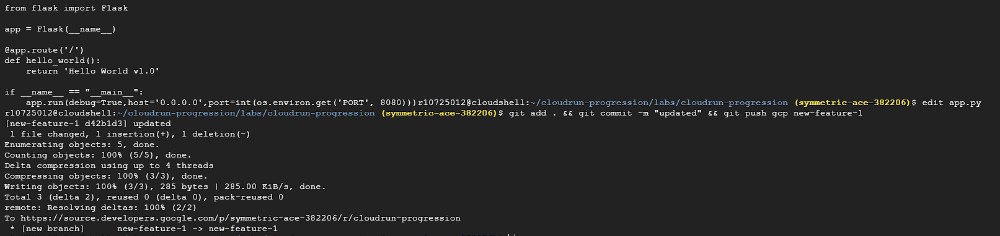 from flask import Flask
app = Flask(__name__)
@app.route('/')
def hello_world():
    return 'Hello World v1.0'
if __name__ == "__main__":
    app.run(debug=True,host='0.0.0.0',port=int(os.environ.get('PORT', 8080)))r10725012@cloudshell:~/cloudrun-progression/labs/cloudrun-progression (symmetric-ace-382206)$ edit app.py
r10725012@cloudshell:~/cloudrun-progression/labs/cloudrun-progression (symmetric-ace-382206)$ git add . && git commit -m "updated" && git push gcp new-feature-1
[new-feature-1 d42b1d3] updated
 1 file changed, 1 insertion(+), 1 deletion(-)
Enumerating objects: 5, done.
Counting objects: 100% (5/5), done.
Delta compression using up to 4 threads
Compressing objects: 100% (3/3), done.
Writing objects: 100% (3/3), 285 bytes | 285.00 KiB/s, done.
Total 3 (delta 2), reused 0 (delta 0), pack-reused 0
remote: Resolving deltas: 100% (2/2)
To https://source.developers.google.com/p/symmetric-ace-382206/r/cloudrun-progression
 * [new branch]      new-feature-1 -> new-feature-1